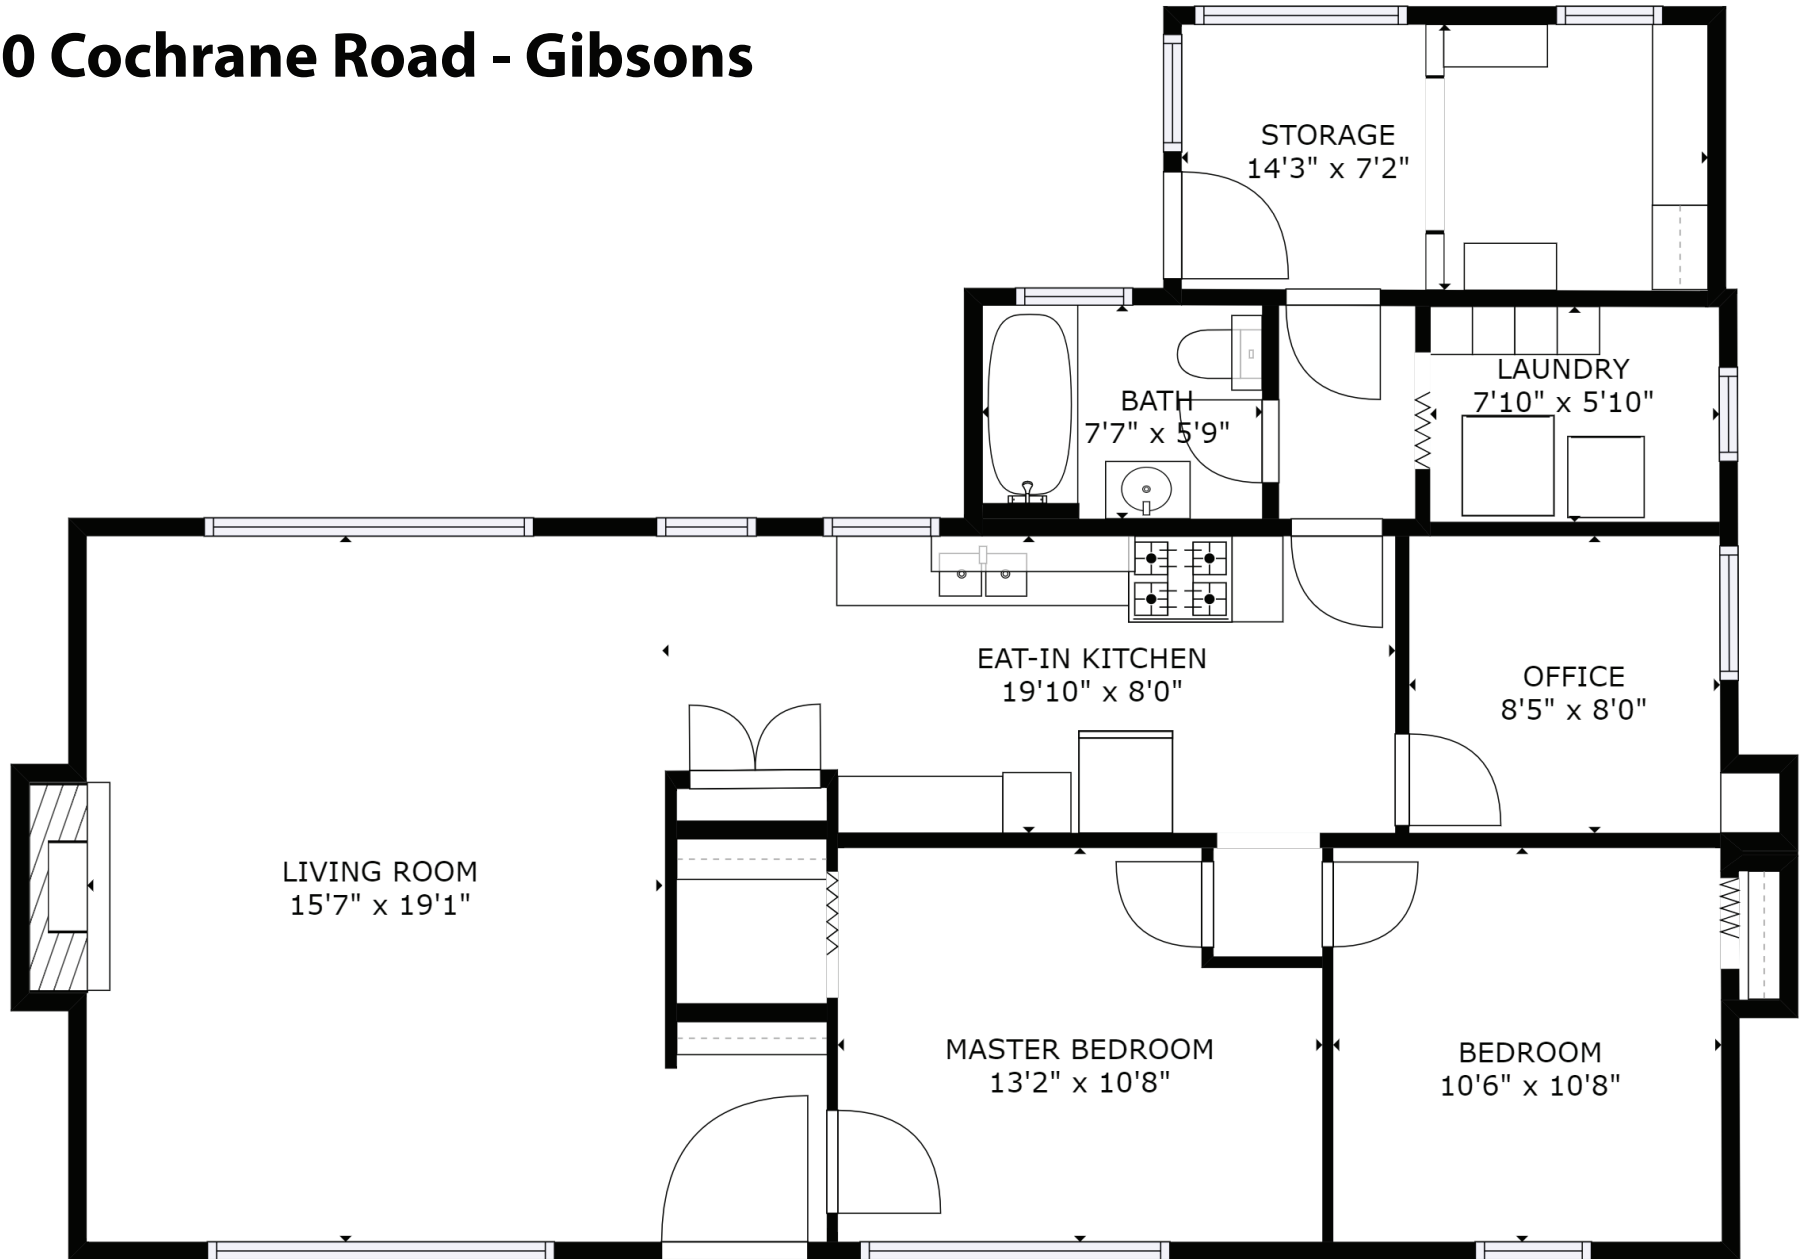 0 Cochrane Road - Gibsons
STORAGE
14'3" x 7'2"
LAUNDRY
7'10" x 5'10"
BATH
7'7" x 5'9"
EAT-IN KITCHEN
19'10" x 8'0"
OFFICE
8'5" x 8'0"
LIVING ROOM
15'7" x 19'1"
MASTER BEDROOM
13'2" x 10'8"
BEDROOM
10'6" x 10'8"